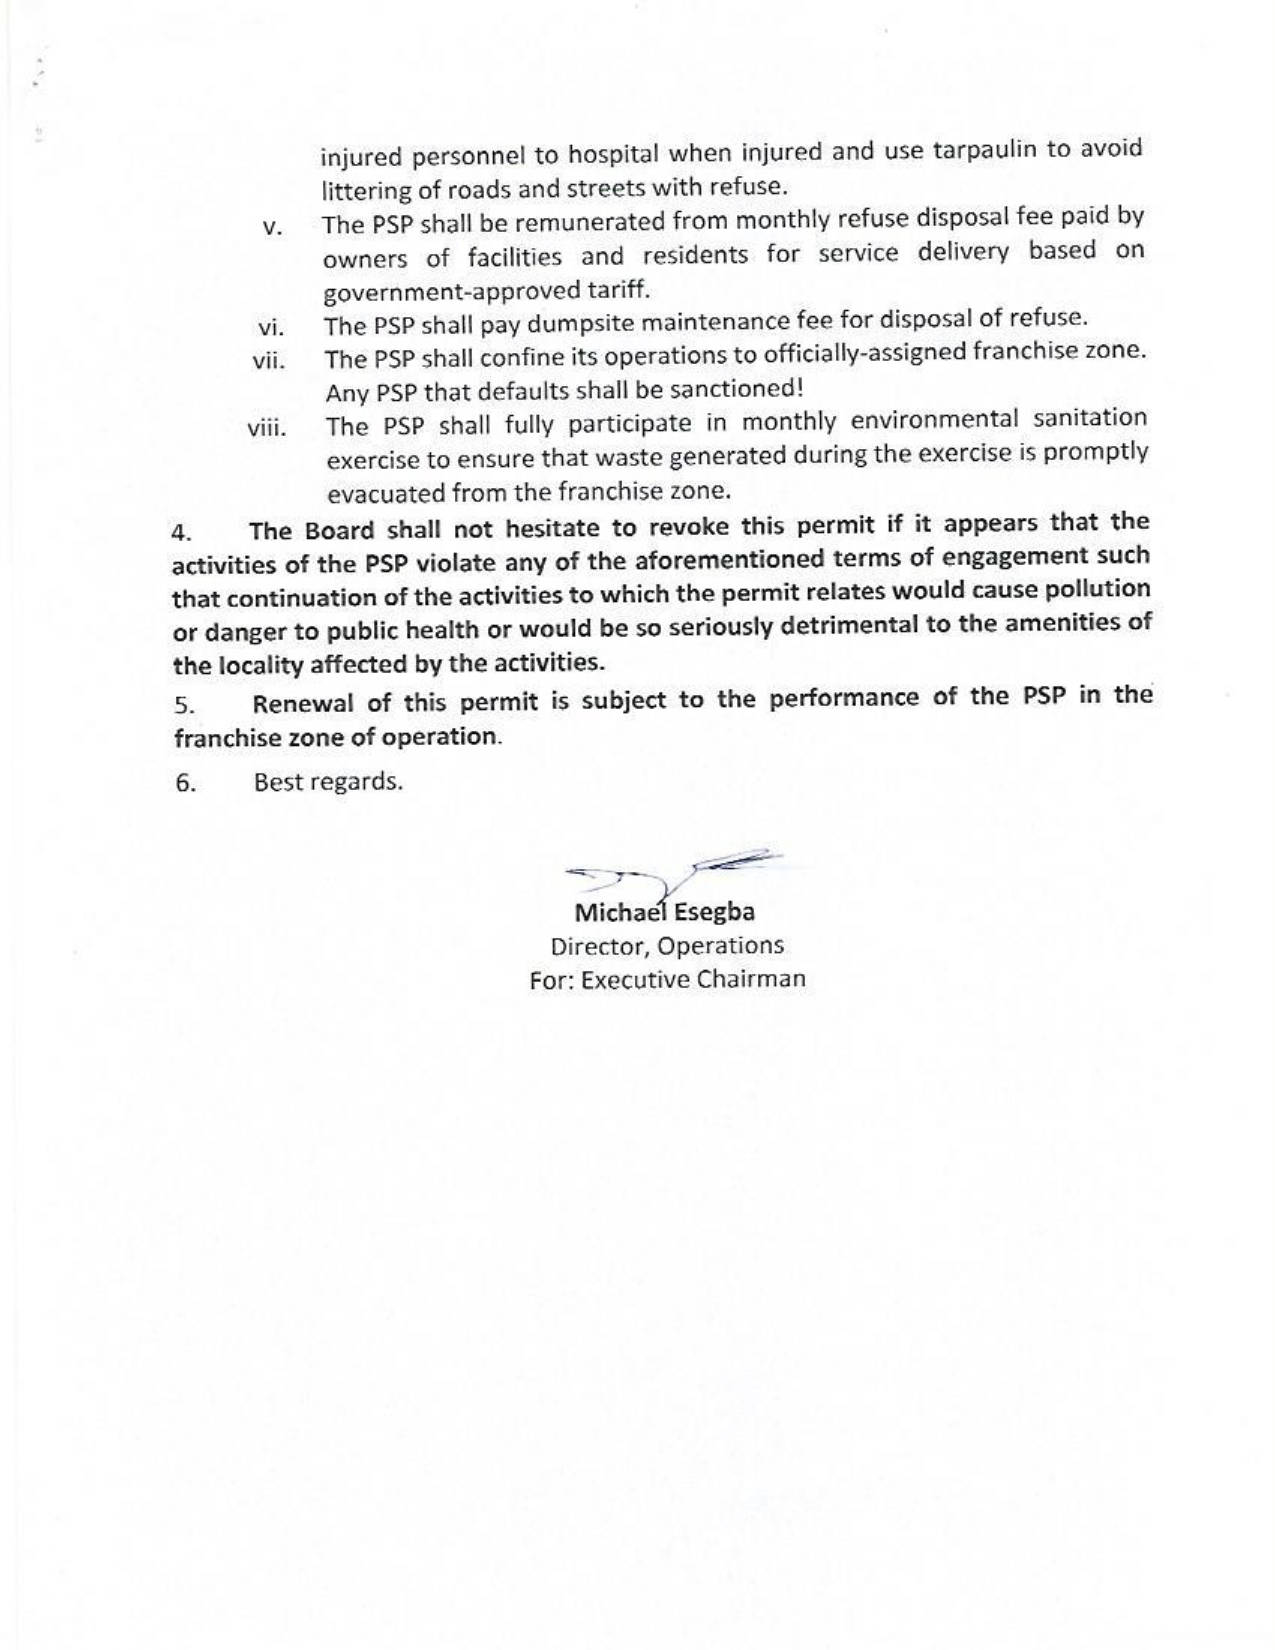 injured personnel to hospital when injured and use tarpaulin to avoid
littering of roads and streets with refuse.
v. The PSP shall be remunerated from monthly refuse disposal fee paid by
owners of facilities and residents for service delivery based on
government-approved tariff.
vi. The PSP shall pay dumpsite maintenance fee for disposal of refuse.
vii. The PSP shall confine its operations to officially-assigned franchise zone.
Any PSP that defaults shall be sanctioned!
viii. The PSP shall fully participate in monthly environmental sanitation
exercise to ensure that waste generated during the exercise is promptly
evacuated from the franchise zone.
4. The Board shall not hesitate to revoke this permit if it appears that the
activities of the PSP violate any of the aforementioned terms of engagement such
that continuation of the activities to which the permit relates would cause pollution
or danger to public health or would be so seriously detrimental to the amenities of
the locality affected by the activities.
5. Renewal of this permit is subject to the performance of the PSP in the
franchise zone of operation.
6. Best regards.
Michael Esegba
Director, Operations
For: Executive Chairman